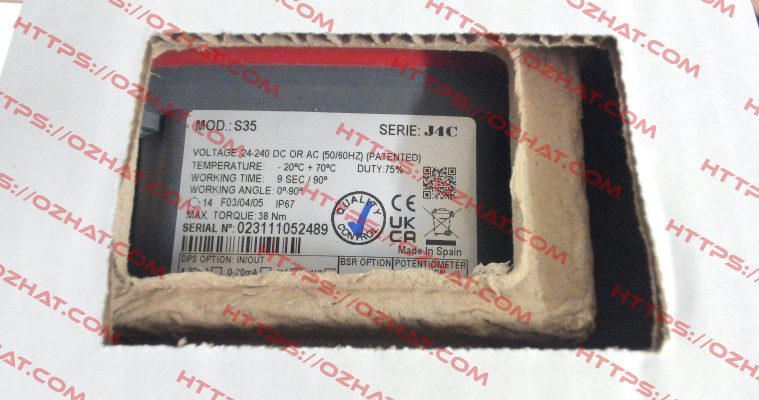 MOD.:S35 SERIE: J4C
VOLTAGE: 24-240 DC OR AC (50/60HZ) (PATENTED)
TEMPERATURE: - 20ºC + 70ºC DUTY:75%
WORKING TIME: 9 SEC / 90º
WORKING ANGLE: 0º-90º
14 F03/04/05 IP67
MAX. TORQUE: 38 Nm
SERIAL Nº: 023111052489
QUALITY CONTROL
CE
UK CA
Made In Spain
DPS OPTION: IN/OUT BSR OPTION POTENTIOMETER
0-20mA
HTTPS://OZHAT.COM